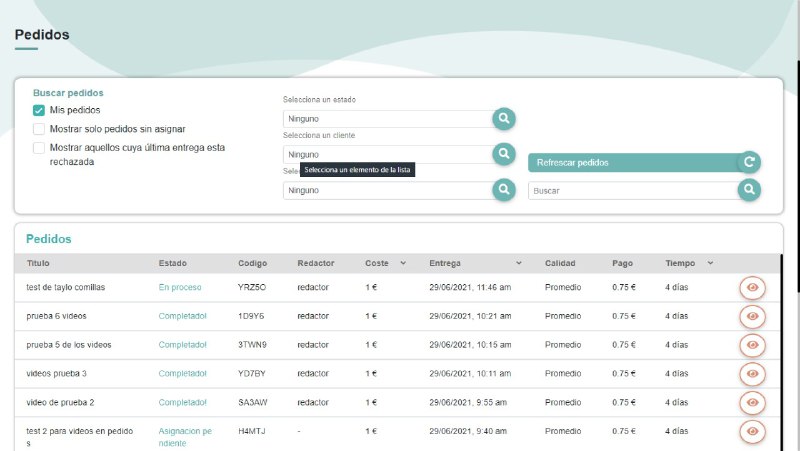 Pedidos
Buscar pedidos
Mis pedidos
Mostrar solo pedidos sin asignar
Mostrar aquellos cuya última entrega esta
rechazada
Selecciona un estado
Ninguno
Selecciona un cliente
Ninguno
Selecciona un elemento de la lista
Ninguno
Refrescar pedidos
Buscar
Pedidos
Titulo Estado Codigo Redactor Coste Entrega Calidad Pago Tiempo
test de taylo comillas En proceso YRZ5O redactor 1 € 29/06/2021, 11:46 am Promedio 0.75 € 4 días
prueba 6 videos Completado! 1D9Y6 redactor 1 € 29/06/2021, 10:21 am Promedio 0.75 € 4 días
prueba 5 de los videos Completado! 3TWN9 redactor 1 € 29/06/2021, 10:15 am Promedio 0.75 € 4 días
videos prueba 3 Completado! YD7BY redactor 1 € 29/06/2021, 10:11 am Promedio 0.75 € 4 días
video de prueba 2 Completado! SA3AW redactor 1 € 29/06/2021, 9:55 am Promedio 0.75 € 4 días
test 2 para videos en pedido Asignacion pe H4MTJ - 1 € 29/06/2021, 9:40 am Promedio 0.75 € 4 días
s ndiente